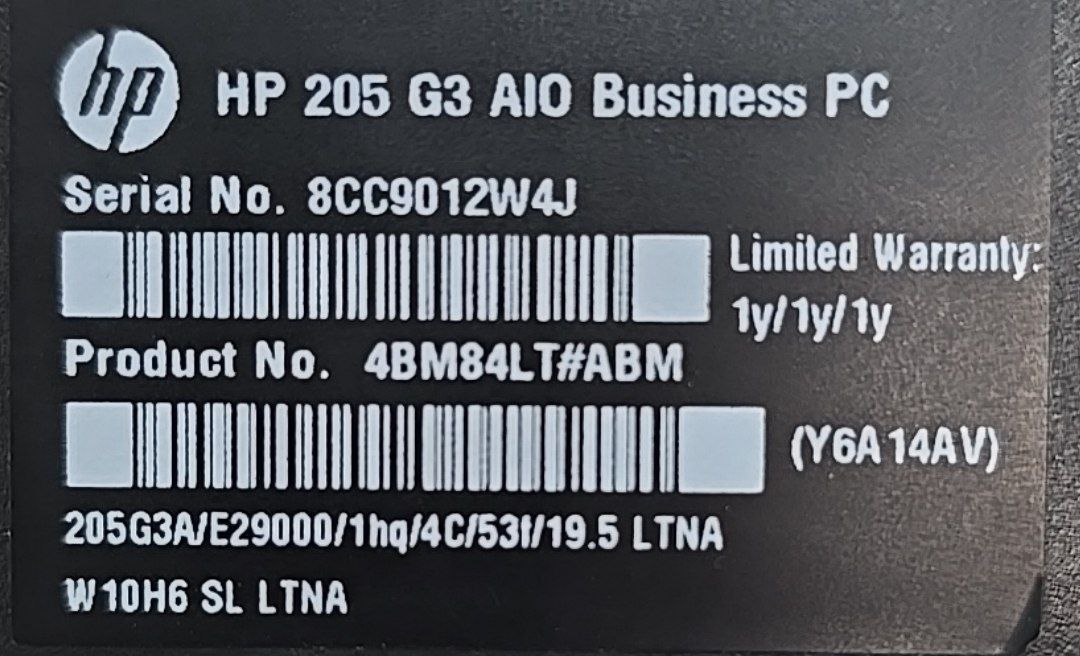 hp
HP 205 G3 AIO Business PC
Serial No. 8CC9012W4J
Limited Warranty:
1y/1y/1y
Product No. 4BM84LT#ABM
(Y6A14AV)
205G3A/E29000/1hq/4C/53f/19.5 LTNA
W10H6 SL LTNA